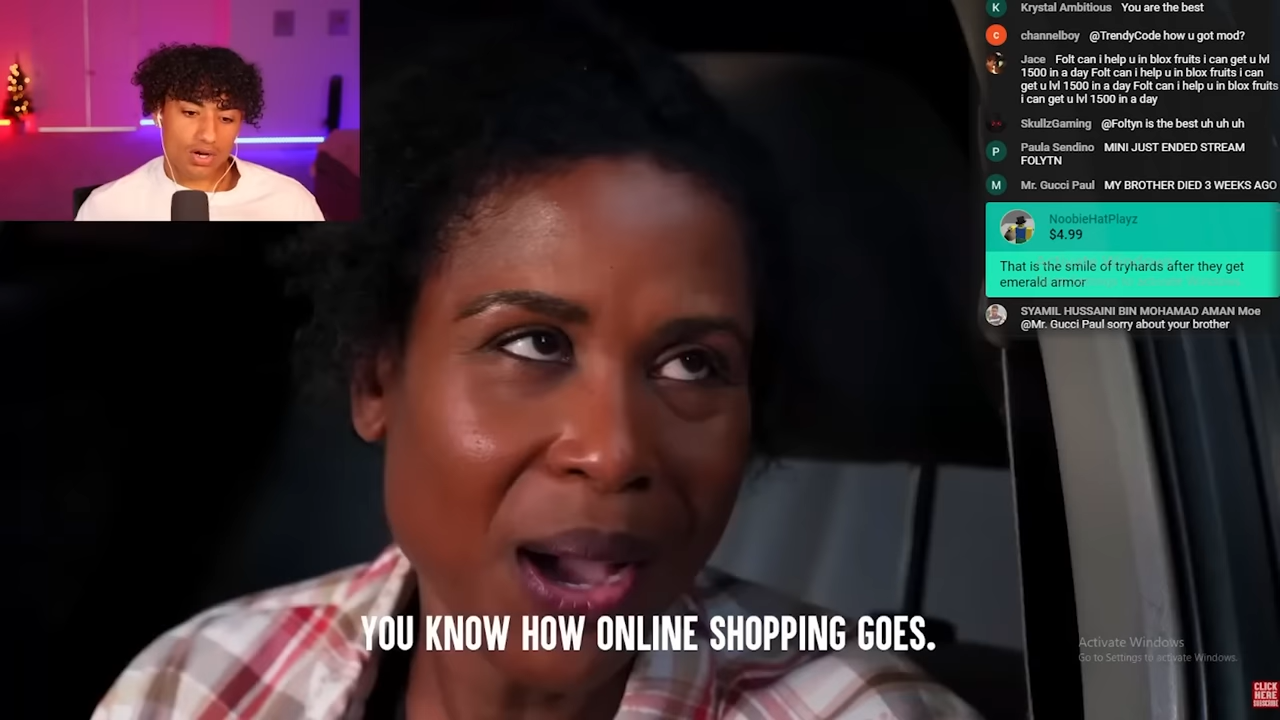 K Krystal Ambitious You are the best
c channelboy @TrendyCode how u got mod?
Jace Folt can i help u in blox fruits i can get u lvl
1500 in a day Folt can i help u in blox fruits i can
get u lvl 1500 in a day Folt can i help u in blox fruits
i can get u lvl 1500 in a day
SkullzGaming @Foltyn is the best uh uh uh
P Paula Sendino MINI JUST ENDED STREAM
FOLYTN
M Mr. Gucci Paul MY BROTHER DIED 3 WEEKS AGO
NoobieHatPlayz
$4.99
That is the smile of tryhards after they get
emerald armor
SYAMIL HUSSAINI BIN MOHAMAD AMAN Moe
@Mr. Gucci Paul sorry about your brother
YOU KNOW HOW ONLINE SHOPPING GOES.
Activate Windows
Go to Settings to activate Windows.
CLICK
HERE
SUBSCRIBE